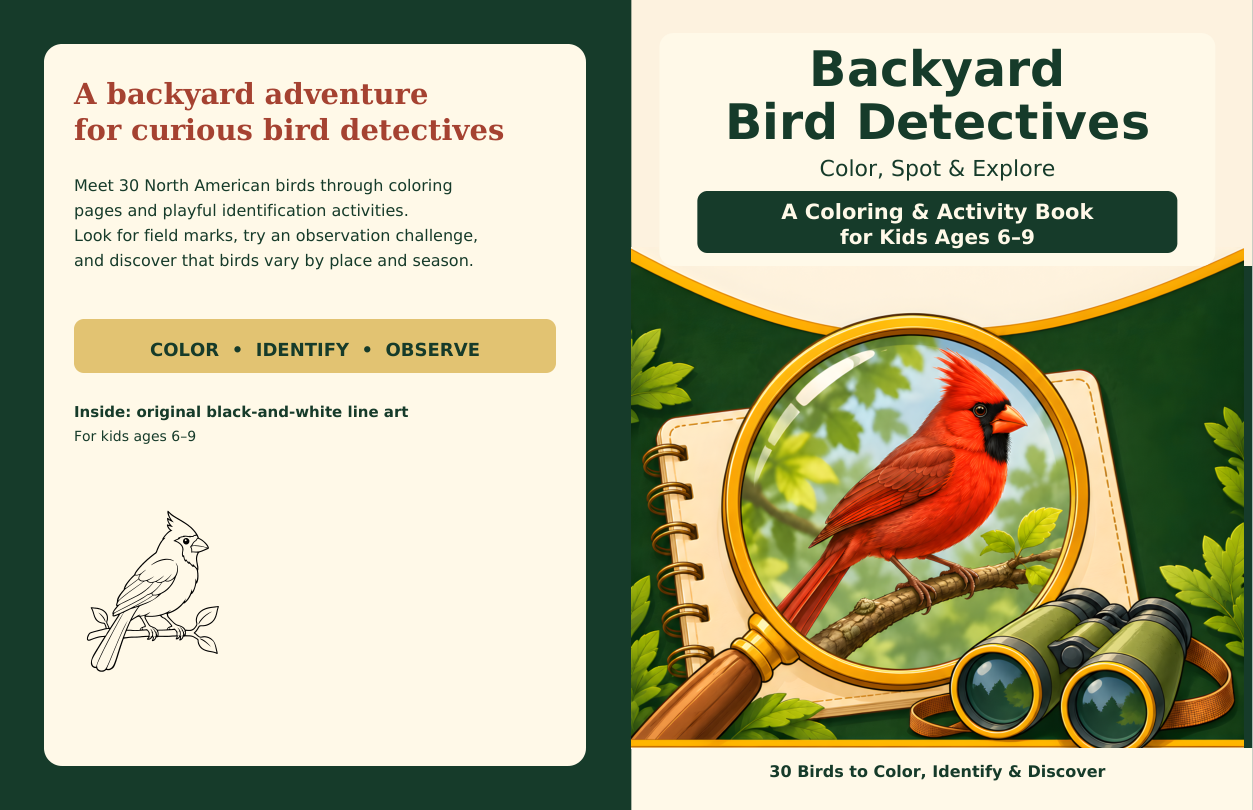 A backyard adventure
for curious bird detectives
Meet 30 North American birds through coloring
pages and playful identification activities.
Look for field marks, try an observation challenge,
and discover that birds vary by place and season.
COLOR • IDENTIFY • OBSERVE
Inside: original black-and-white line art
For kids ages 6–9
Backyard
Bird Detectives
Color, Spot & Explore
A Coloring & Activity Book
for Kids Ages 6–9
30 Birds to Color, Identify & Discover